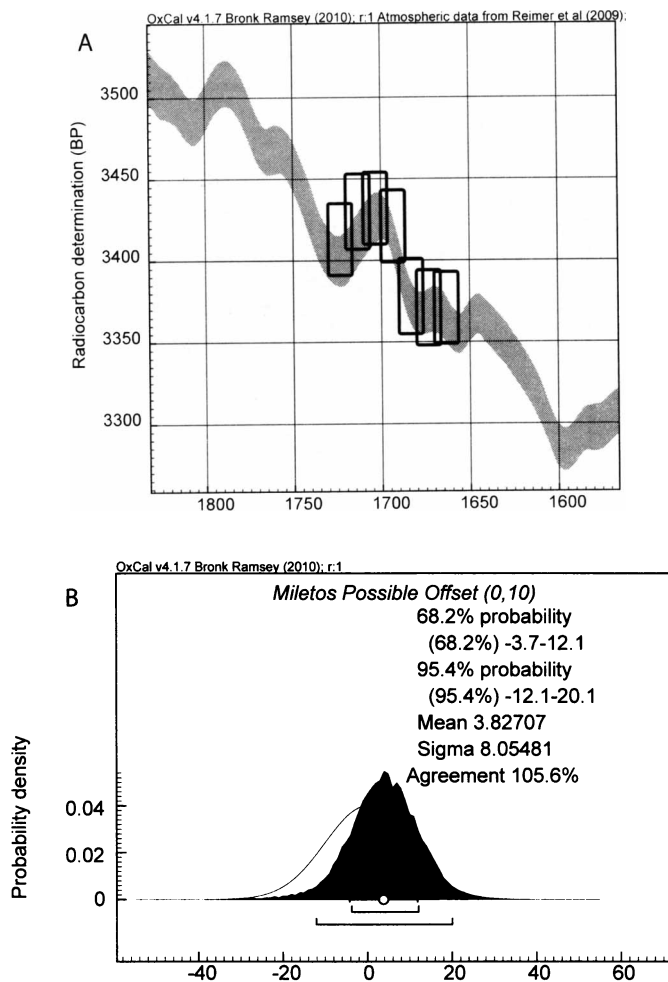 OxCal v4.1.7 Bronk Ramsey (2010); r:1 Atmospheric data from Reimer et al (2009);
A
Radiocarbon determination (BP)
3500
3450
3400
3350
3300
1800 1750 1700 1650 1600
OxCal v4.1.7 Bronk Ramsey (2010); r:1
B
Miletos Possible Offset (0,10)
68.2% probability
(68.2%) -3.7-12.1
95.4% probability
(95.4%) -12.1-20.1
Mean 3.82707
Sigma 8.05481
Agreement 105.6%
Probability density
0.04
0.02
0
-40 -20 0 20 40 60